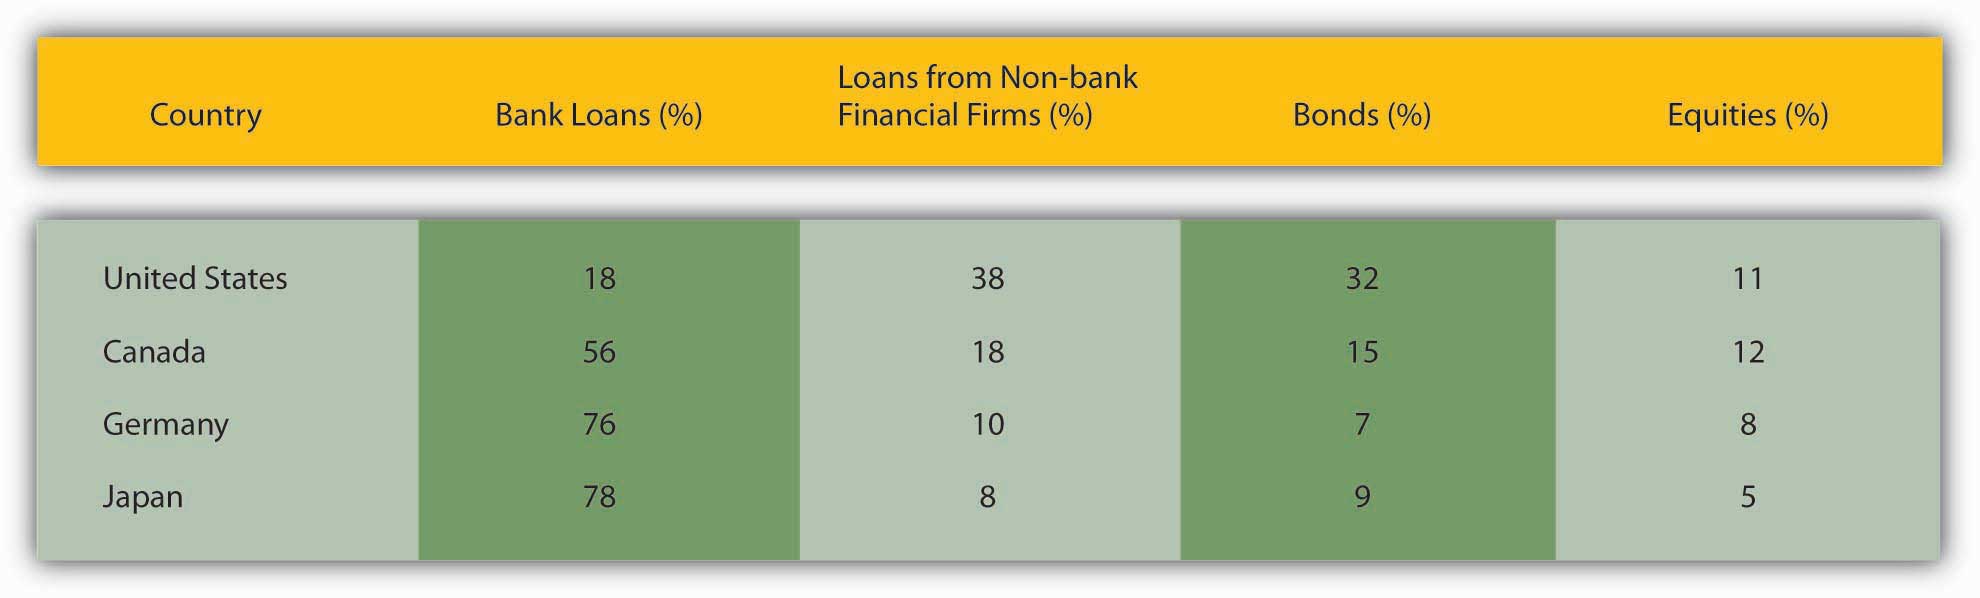 Country Bank Loans (%) Loans from Non-bank Financial Firms (%) Bonds (%) Equities (%)
United States 18 38 32 11
Canada 56 18 15 12
Germany 76 10 7 8
Japan 78 8 9 5